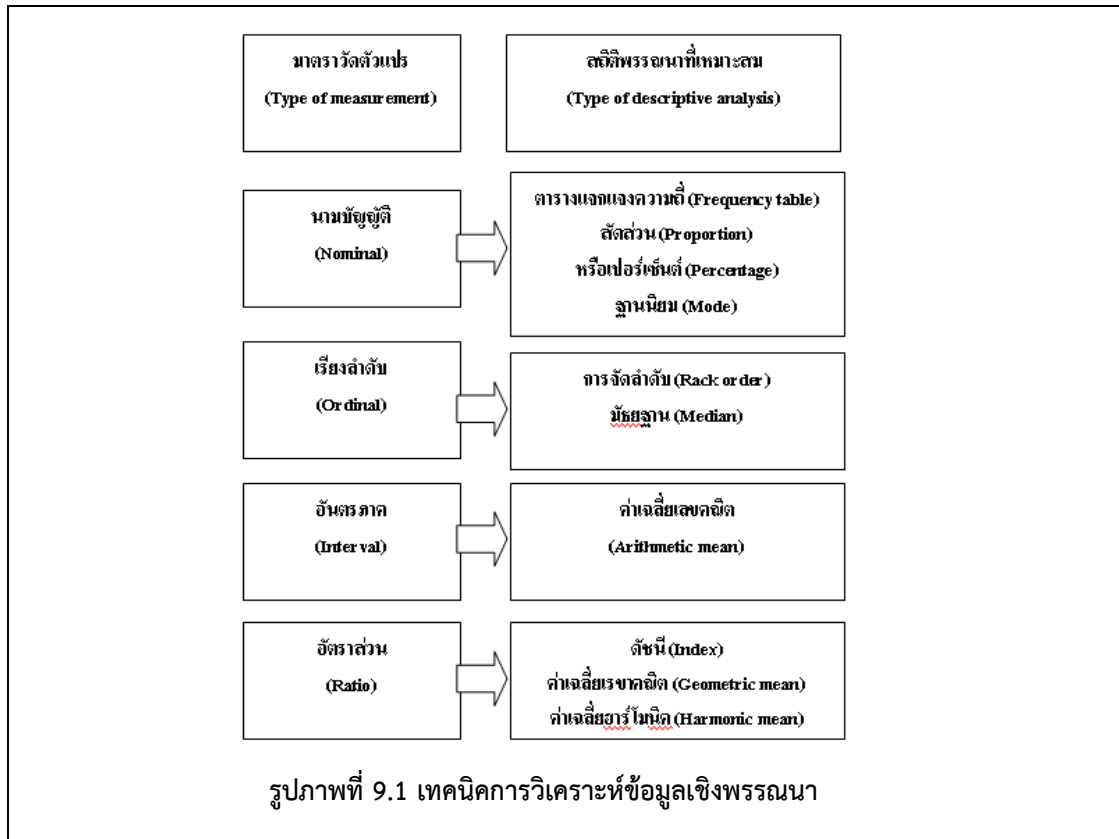 มาตราวัดตัวแปร
(Type of measurement)
สถิติพรรณนาที่เหมาะสม
(Type of descriptive analysis)
นามบัญญัติ
(Nominal)
ตารางแจกแจงความถี่ (Frequency table)
สัดส่วน (Proportion)
หรือเปอร์เซ็นต์ (Percentage)
ฐานนิยม (Mode)
เรียงลำดับ
(Ordinal)
การจัดลำดับ (Rack order)
มัธยฐาน (Median)
อันตรภาค
(Interval)
ค่าเฉลี่ยเลขคณิต
(Arithmetic mean)
อัตราส่วน
(Ratio)
ดัชนี (Index)
ค่าเฉลี่ยเรขาคณิต (Geometric mean)
ค่าเฉลี่ยฮาร์โมนิค (Harmonic mean)
รูปภาพที่ 9.1 เทคนิคการวิเคราะห์ข้อมูลเชิงพรรณนา